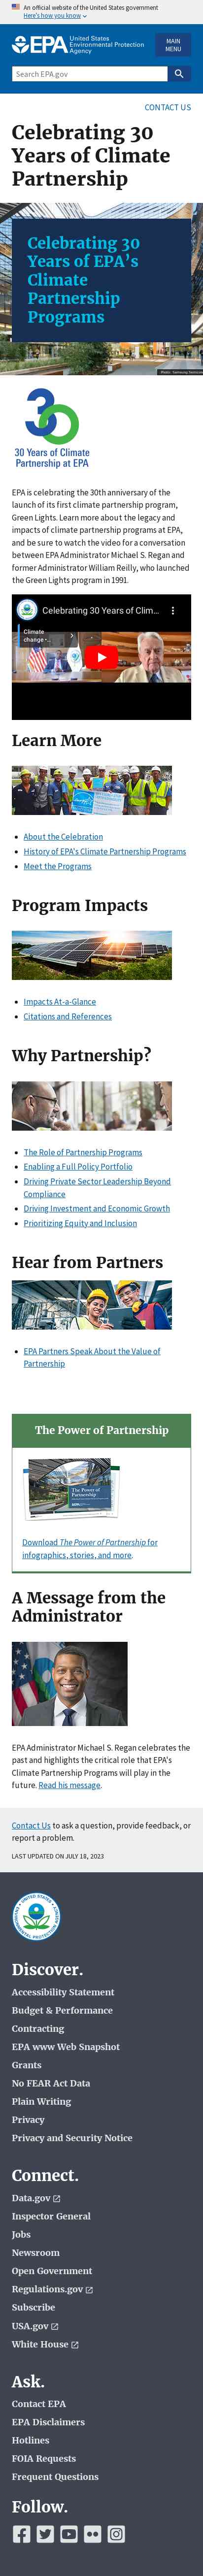 An official website of the United States government
Here's how you know
EPA United States
Environmental Protection
Agency
MAIN
MENU
Search EPA.gov
CONTACT US
Celebrating 30
Years of Climate
Partnership
Celebrating 30
Years of EPA's
Climate
Partnership
Programs
30
30 Years of Climate
Partnership at EPA
EPA is celebrating the 30th anniversary of the
launch of its first climate partnership program,
Green Lights. Learn more about the legacy and
impacts of climate partnership programs at EPA,
and be sure to watch the video for a conversation
between EPA Administrator Michael S. Regan and
former Administrator William Reilly, who launched
the Green Lights program in 1991.
Celebrating 30 Years of Clim...
Climate
change •...
Learn More
About the Celebration
History of EPA's Climate Partnership Programs
Meet the Programs
Program Impacts
Impacts At-a-Glance
Citations and References
Why Partnership?
The Role of Partnership Programs
Enabling a Full Policy Portfolio
Driving Private Sector Leadership Beyond
Compliance
Driving Investment and Economic Growth
Prioritizing Equity and Inclusion
Hear from Partners
EPA Partners Speak About the Value of
Partnership
The Power of Partnership
The Power of
Partnership
Download The Power of Partnership for
infographics, stories, and more.
A Message from the
Administrator
EPA Administrator Michael S. Regan celebrates the
past and highlights the critical role that EPA's
Climate Partnership Programs will play in the
future. Read his message.
Contact Us to ask a question, provide feedback, or
report a problem.
LAST UPDATED ON JULY 18, 2023
Discover.
Accessibility Statement
Budget & Performance
Contracting
EPA www Web Snapshot
Grants
No FEAR Act Data
Plain Writing
Privacy
Privacy and Security Notice
Connect.
Data.gov
Inspector General
Jobs
Newsroom
Open Government
Regulations.gov
Subscribe
USA.gov
White House
Ask.
Contact EPA
EPA Disclaimers
Hotlines
FOIA Requests
Frequent Questions
Follow.